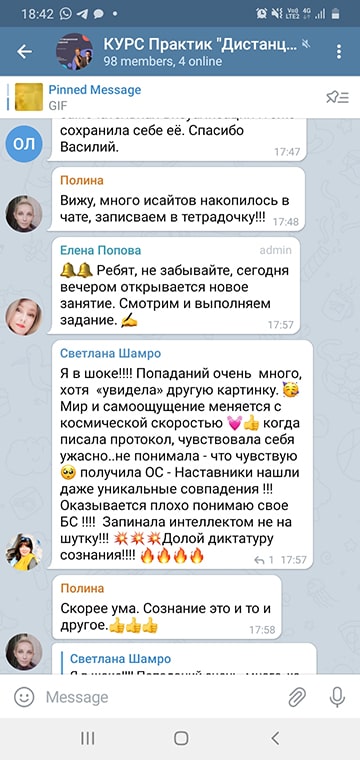 18:42
Vo))
LTE2
4G
КУРС Практик "Дистанц...
98 members, 4 online
Pinned Message
GIF
сохранила себе её. Спасибо
Василий.
17:47
ОЛ
Полина
Вижу, много исайтов накопилось в
чате, записваем в тетрадочку!!!
17:48
Елена Попова
admin
🔔🔔 Ребят, не забывайте, сегодня
вечером открывается новое
занятие. Смотрим и выполняем
задание. ✍
17:57
Светлана Шамро
Я в шоке!!!! Попаданий очень много,
хотя «увидела» другую картинку. 🥳
Мир и самоощущение меняется с
космической скоростью 💓👍 когда
писала протокол, чувствовала себя
ужасно..не понимала - что чувствую
🥺 получила ОС - Наставники нашли
даже уникальные совпадения !!!
Оказывается плохо понимаю свое
БС !!!! Запинала интеллектом не на
шутку!!! 💥💥💥Долой диктатуру
сознания!!!! 🔥🔥🔥🔥
1 17:57
Полина
Скорее ума. Сознание это и то и
другое.👍👍👍
17:58
Светлана Шамро
Message